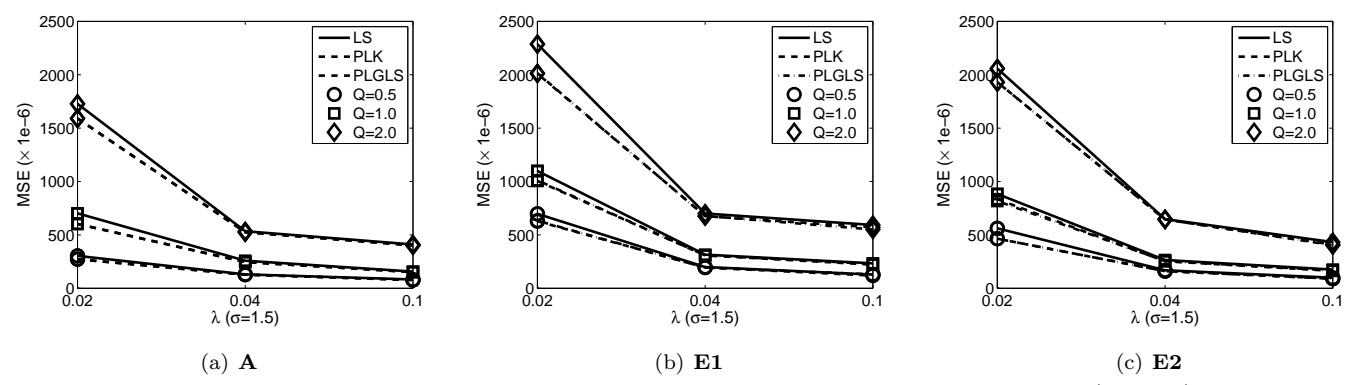 2500
2000
1500
1000
500
0
MSE (× 1e−6)
0.02 0.04 0.1
λ (σ=1.5)
LS
PLK
PLGLS
Q=0.5
Q=1.0
Q=2.0
(a) A
2500
2000
1500
1000
500
0
MSE (× 1e−6)
0.02 0.04 0.1
λ (σ=1.5)
LS
PLK
PLGLS
Q=0.5
Q=1.0
Q=2.0
(b) E1
2500
2000
1500
1000
500
0
MSE (× 1e−6)
0.02 0.04 0.1
λ (σ=1.5)
LS
PLK
PLGLS
Q=0.5
Q=1.0
Q=2.0
(c) E2